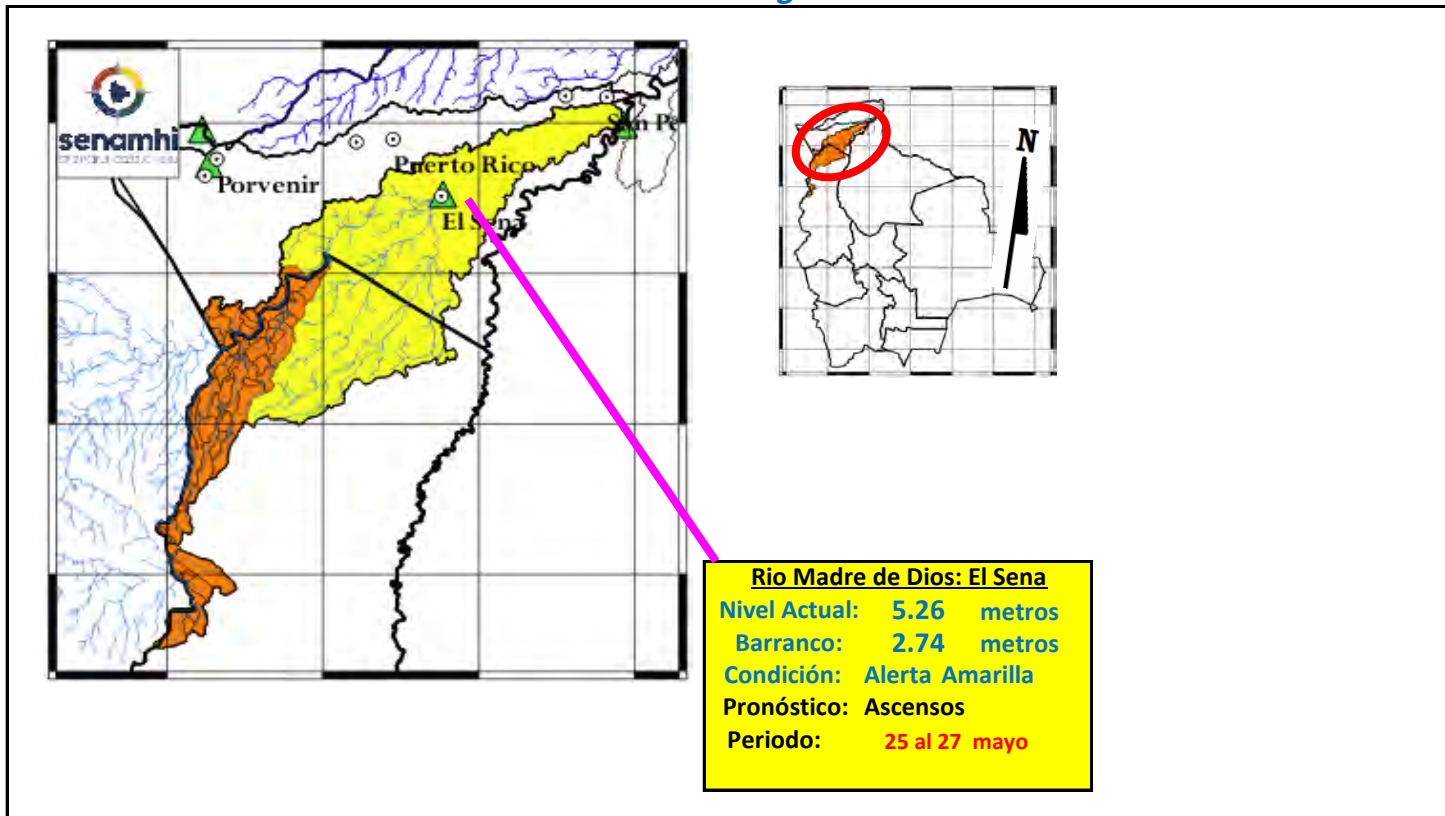 senamhi
Puerto Rico
Porvenir
El Sena
N
Rio Madre de Dios: El Sena
Nivel Actual: 5.26 metros
Barranco: 2.74 metros
Condición: Alerta Amarilla
Pronóstico: Ascensos
Periodo: 25 al 27 mayo